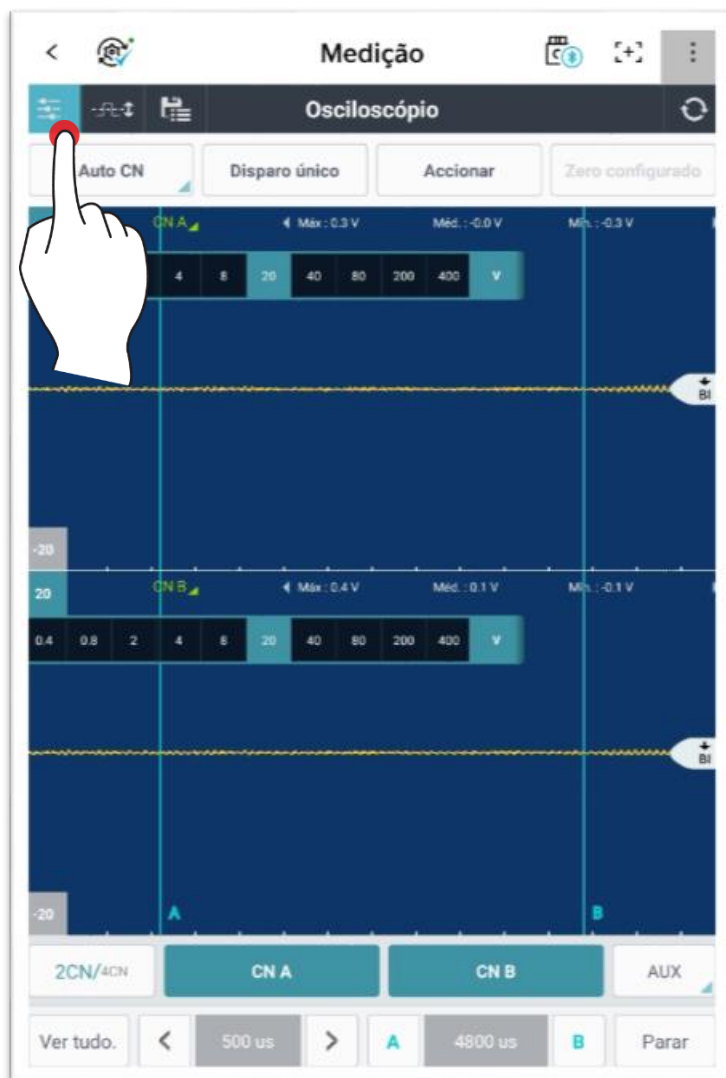 Medição
Osciloscópio
Auto CN Disparo único Accionar Zero configurado
CN A Máx : 0.3 V Méd. : -0.0 V Mín. : -0.3 V
4 8 20 40 80 200 400 V
BI
-20
20 CN B Máx : 0.4 V Méd. : 0.1 V Mín. : -0.1 V
0.4 0.8 2 4 8 20 40 80 200 400 V
BI
-20 A B
2CN/4CN CN A CN B AUX
Ver tudo. < 500 us > A 4800 us B Parar